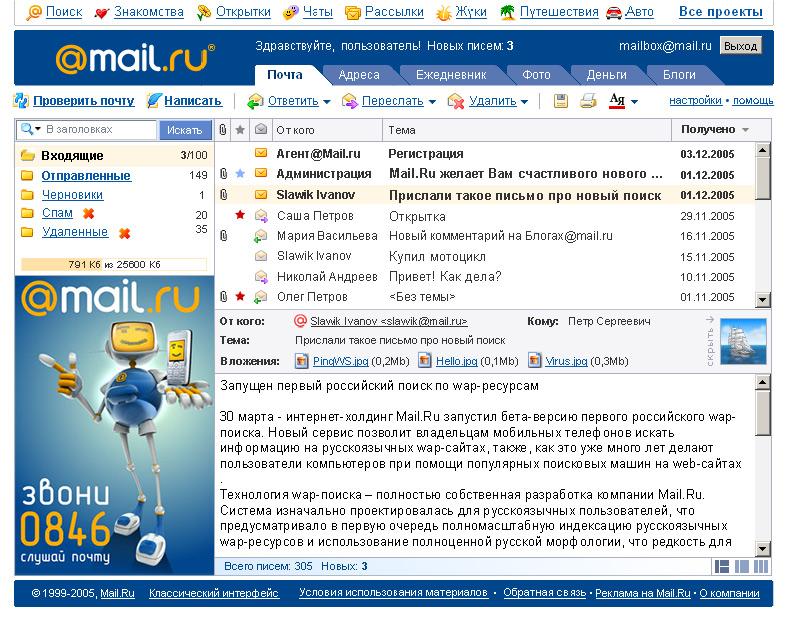 Поиск Знакомства Открытки Чаты Рассылки Жуки Путешествия Авто Все проекты
@mail.ru®
Здравствуйте, пользователь! Новых писем: 3 mailbox@mail.ru Выход
Почта Адреса Ежедневник Фото Деньги Блоги
Проверить почту Написать Ответить Переслать Удалить Ая настройки • помощь
В заголовках Искать От кого Тема Получено
Входящие 3/100
Отправленные 149
Черновики 1
Спам 20
Удаленные 35
791 Кб из 25600 Кб
Агент@Mail.ru Регистрация 03.12.2005
Администрация Mail.Ru желает Вам счастливого нового ... 01.12.2005
Slawik Ivanov Прислали такое письмо про новый поиск 01.12.2005
Саша Петров Открытка 29.11.2005
Мария Васильева Новый комментарий на Блогах@mail.ru 16.11.2005
Slawik Ivanov Купил мотоцикл 15.11.2005
Николай Андреев Привет! Как дела? 10.11.2005
Олег Петров <Без темы> 01.11.2005
@mail.ru
звони
0846
слушай почту
От кого: Slawik Ivanov <slawik@mail.ru> Кому: Петр Сергеевич
Тема: Прислали такое письмо про новый поиск
Вложения: PingWS.jpg (0,2Mb) Hello.jpg (0,1Mb) Virus.jpg (0,3Mb)
скрыть
Запущен первый российский поиск по wap-ресурсам
30 марта - интернет-холдинг Mail.Ru запустил бета-версию первого российского wap-
поиска. Новый сервис позволит владельцам мобильных телефонов искать
информацию на русскоязычных wap-сайтах, также, как это уже много лет делают
пользователи компьютеров при помощи популярных поисковых машин на web-сайтах
.
Технология wap-поиска – полностью собственная разработка компании Mail.Ru.
Система изначально проектировалась для русскоязычных пользователей, что
предусматривало в первую очередь полномасштабную индексацию русскоязычных
wap-ресурсов и использование полноценной русской морфологии, что редкость для
Всего писем: 305 Новых: 3
© 1999-2005, Mail.Ru Классический интерфейс Условия использования материалов • Обратная связь • Реклама на Mail.Ru • О компании